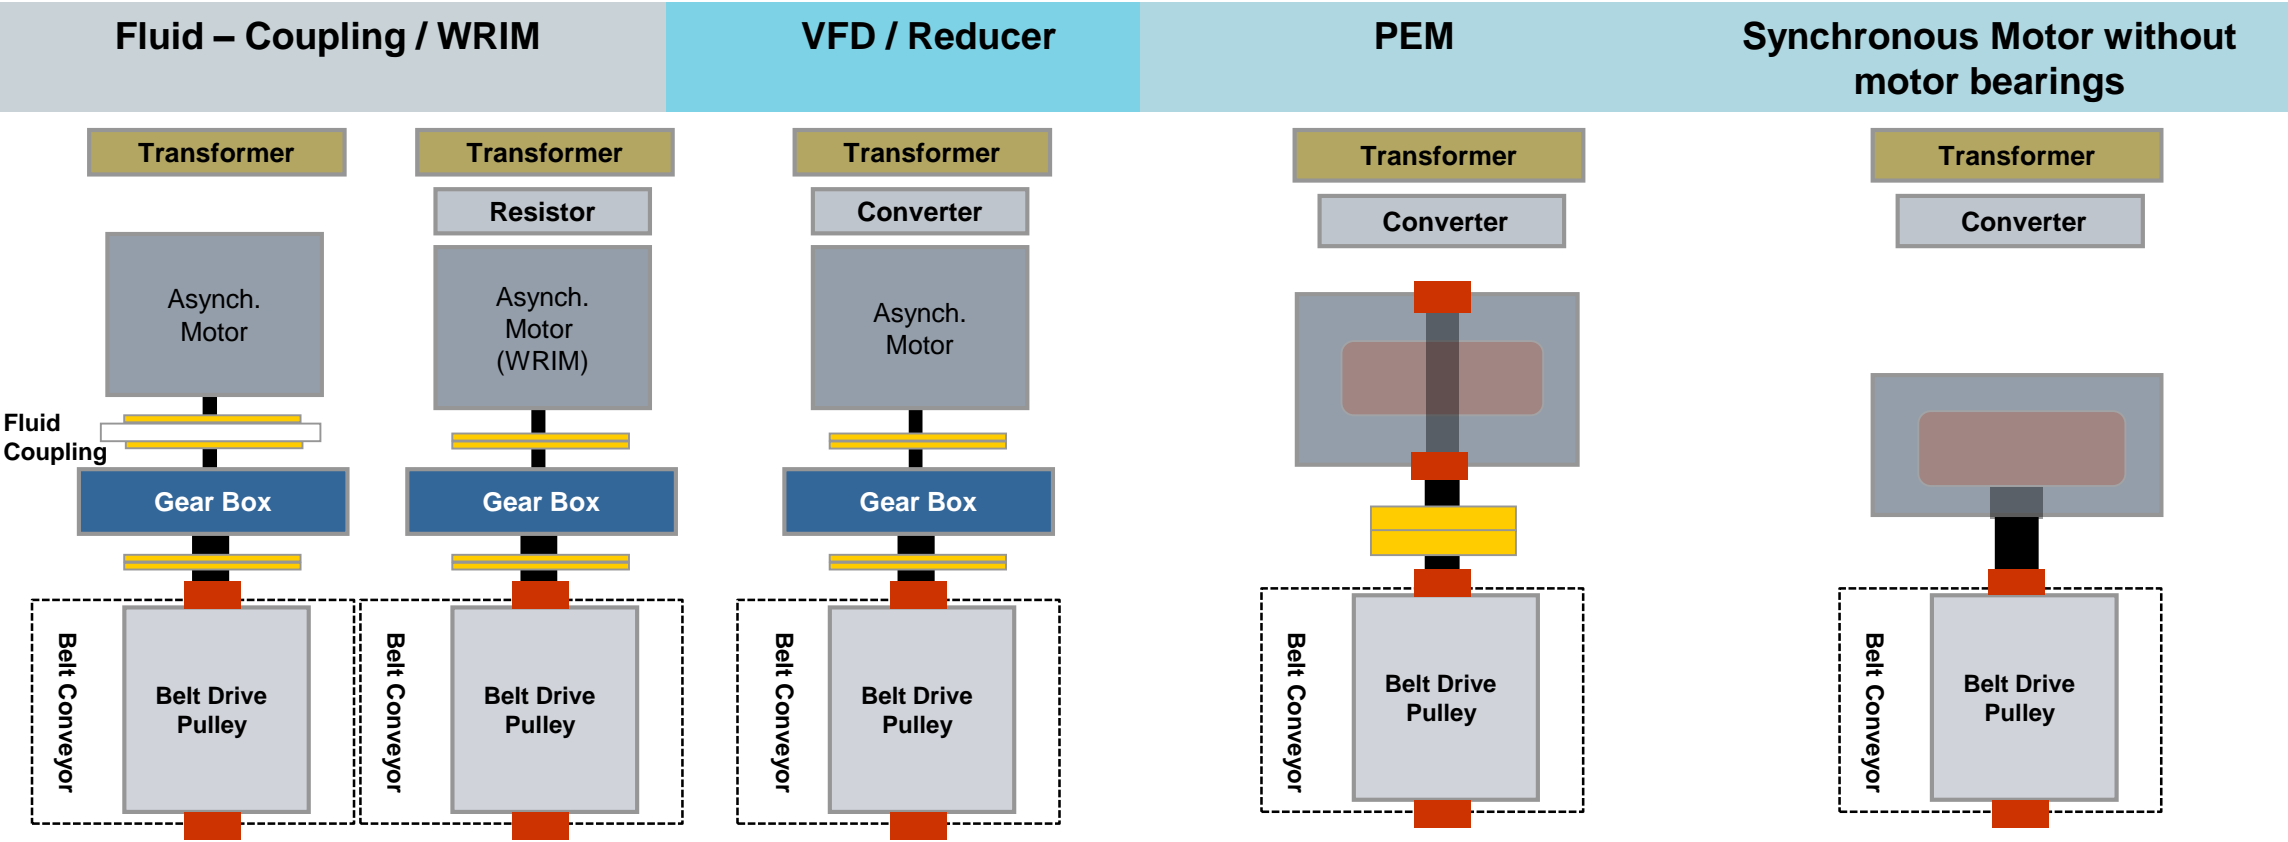 Fluid – Coupling / WRIM
VFD / Reducer
PEM
Synchronous Motor without
motor bearings
Transformer
Asynch.
Motor
Fluid
Coupling
Gear Box
Belt Conveyor
Belt Drive
Pulley
Transformer
Resistor
Asynch.
Motor
(WRIM)
Gear Box
Belt Conveyor
Belt Drive
Pulley
Transformer
Converter
Asynch.
Motor
Gear Box
Belt Conveyor
Belt Drive
Pulley
Transformer
Converter
Belt Conveyor
Belt Drive
Pulley
Transformer
Converter
Belt Conveyor
Belt Drive
Pulley